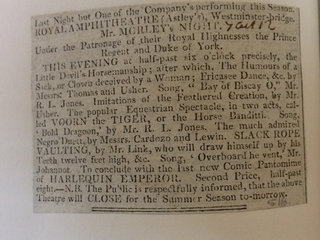 Last Night but One of the Company's performing this Season.
ROYAL AMPHITHEATRE (Astley's), Westminster-bridge.
Mr. MORLEY's NIGHT.
Under the Patronage of their Royal Highnesses the Prince
Regent and Duke of York.
THIS EVENING at half-past six o'clock precisely, the
Little Devil's Horsemanship; after which, The Humours of a
Sack, or Clown deceived by a Woman; Ericasee Dance, &c. by
Messrs. Thomas and Usher. Song, "Bay of Biscay O," Mr.
R. L. Jones. Imitations of the Feathered Creation, by Mr.
Usher. The popular Equestrian Spectacle, in two acts, cal-
led VOORN the TIGER, or the Horse Banditti. Song,
'Bold Dragoon,' by Mr. R. L. Jones. The much admired
Negro Duett, by Messrs. Cardozo and Lewin. SLACK ROPE
VAULTING, by Mr. Link, who will draw himself up by his
Teeth twelve feet high, &c. Song, 'Overboard he vent,' Mr.
Johannot. To conclude with the last new Comic Pantomime
of HARLEQUIN EMPEROR. Second Price, half-past
eight.—N.B. The Public is respectfully informed, that the above
Theatre will CLOSE for the Summer Season to-morrow.